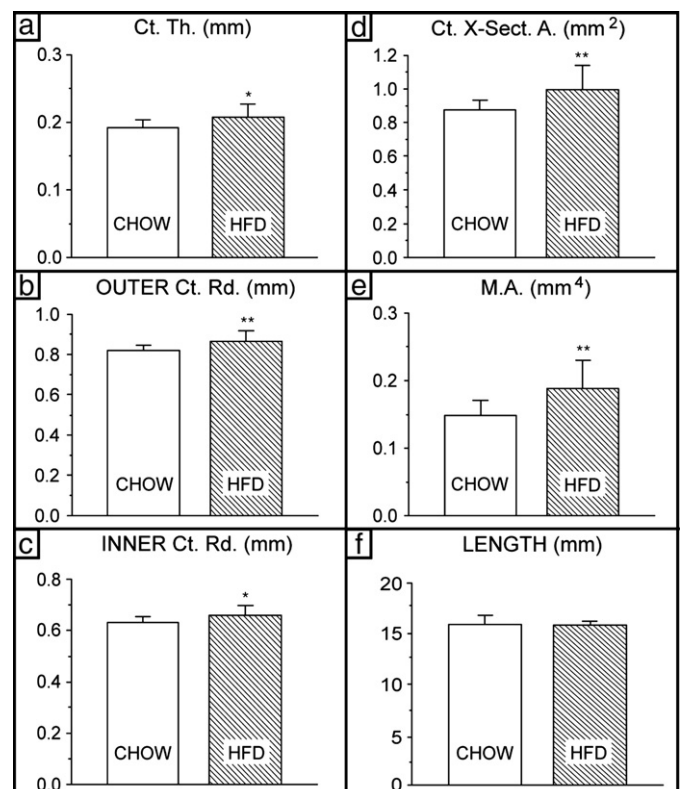 a
Ct. Th. (mm)
0.3
0.2
0.1
0.0
*
CHOW
HFD
b
OUTER Ct. Rd. (mm)
1.0
0.8
0.6
0.4
0.2
0.0
**
CHOW
HFD
c
INNER Ct. Rd. (mm)
0.8
0.6
0.4
0.2
0.0
*
CHOW
HFD
d
Ct. X-Sect. A. (mm²)
1.2
1.0
0.8
0.6
0.4
0.2
0.0
**
CHOW
HFD
e
M.A. (mm⁴)
0.3
0.2
0.1
0.0
**
CHOW
HFD
f
LENGTH (mm)
20
15
10
5
0
CHOW
HFD